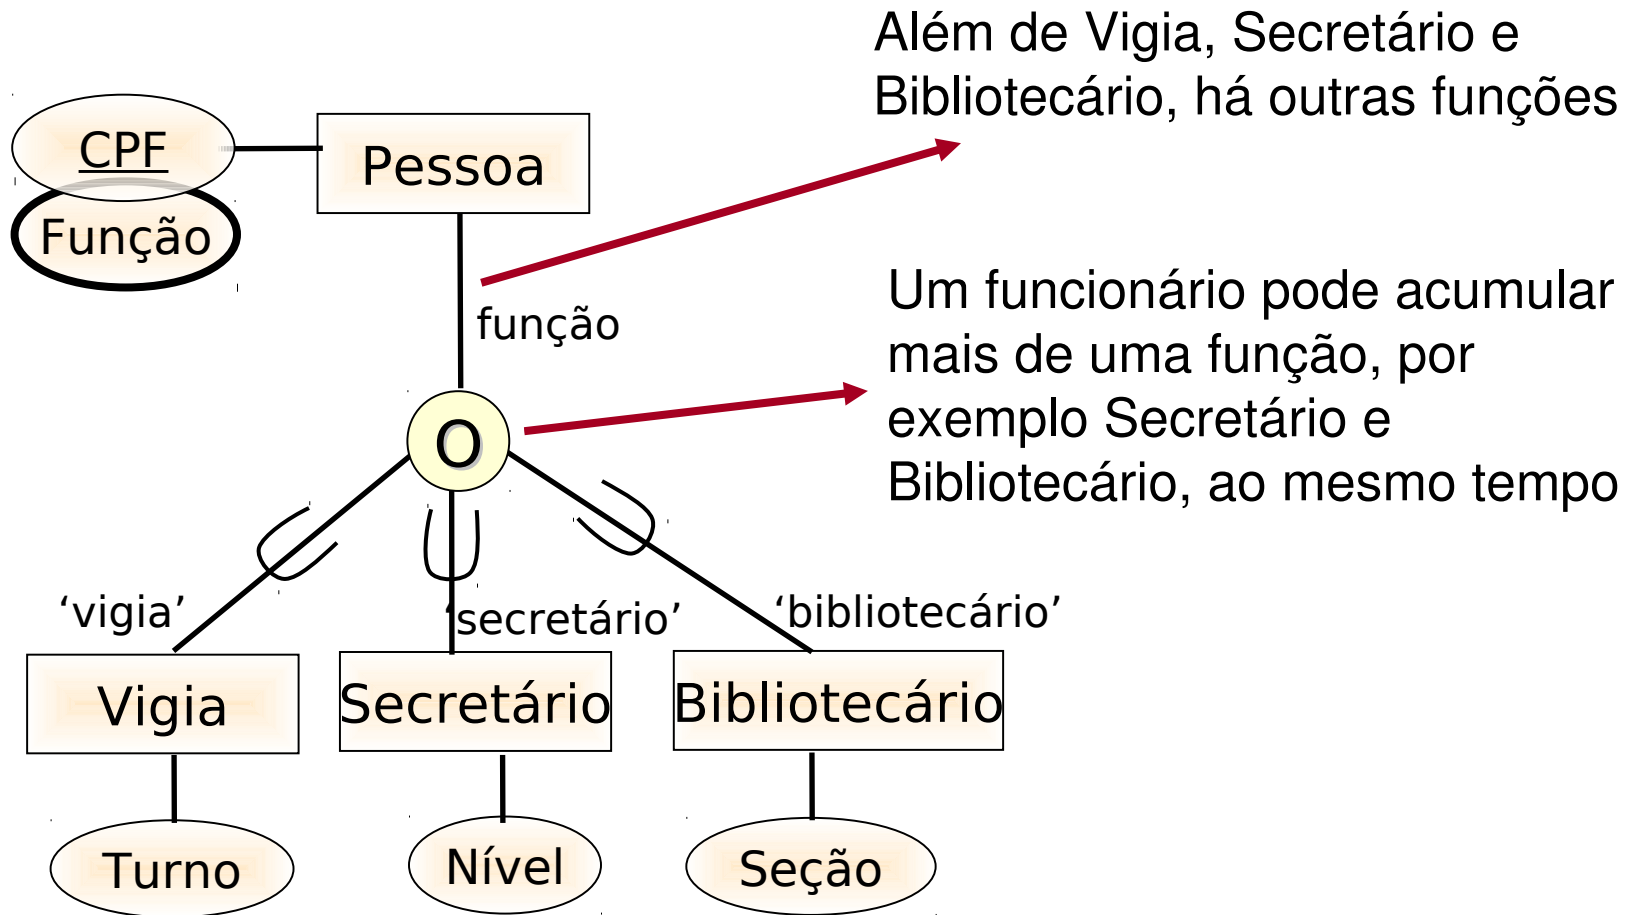 Além de Vigia, Secretário e
Bibliotecário, há outras funções
CPF
Pessoa
Função
função
Um funcionário pode acumular
mais de uma função, por
exemplo Secretário e
Bibliotecário, ao mesmo tempo
O
‘vigia’
‘secretário’
‘bibliotecário’
Vigia
Secretário
Bibliotecário
Turno
Nível
Seção